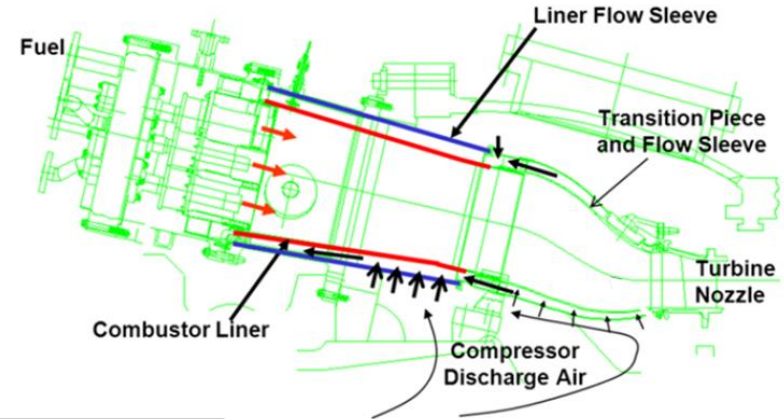 Liner Flow Sleeve
Fuel
Transition Piece
and Flow Sleeve
Turbine
Nozzle
Combustor Liner
Compressor
Discharge Air